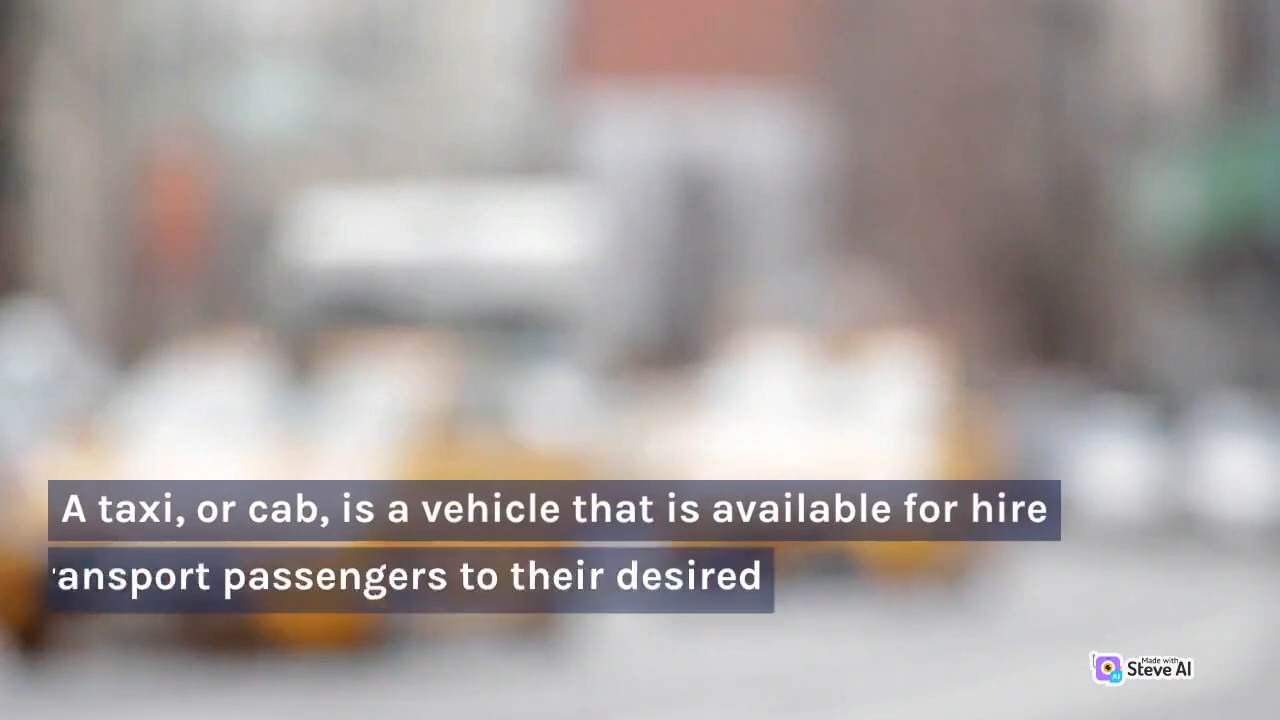 A taxi, or cab, is a vehicle that is available for hire
ansport passengers to their desired
Made with
Steve AI
AI